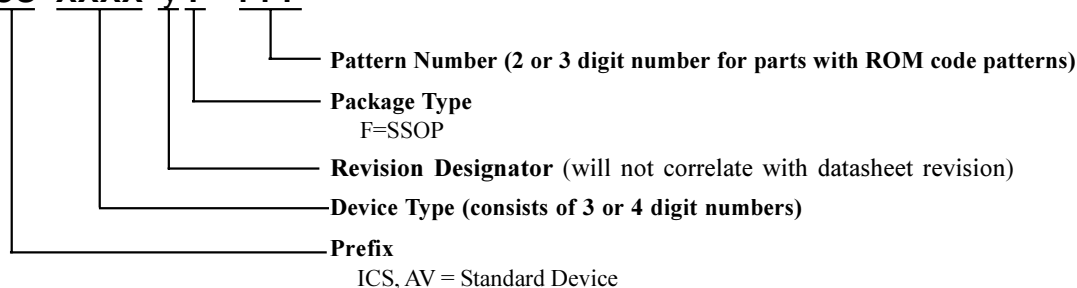 XXXX y
Pattern Number (2 or 3 digit number for parts with ROM code patterns)
Package Type
F=SSOP
Revision Designator (will not correlate with datasheet revision)
Device Type (consists of 3 or 4 digit numbers)
Prefix
ICS, AV = Standard Device